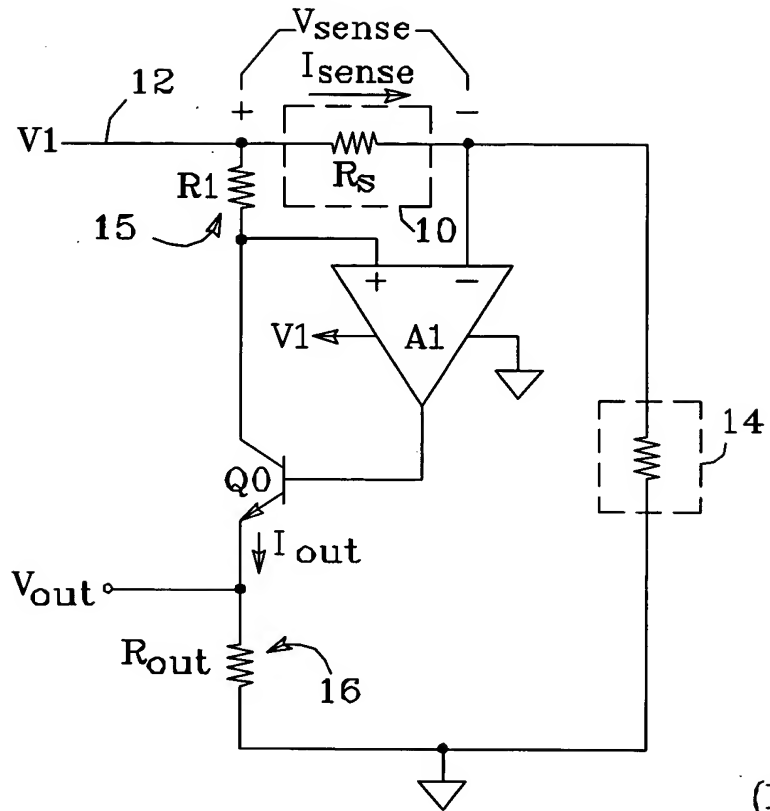 Vsense
Isense
12
+
−
V1
R1
Rs
15
10
+
−
V1
A1
14
Q0
Iout
Vout
Rout
16